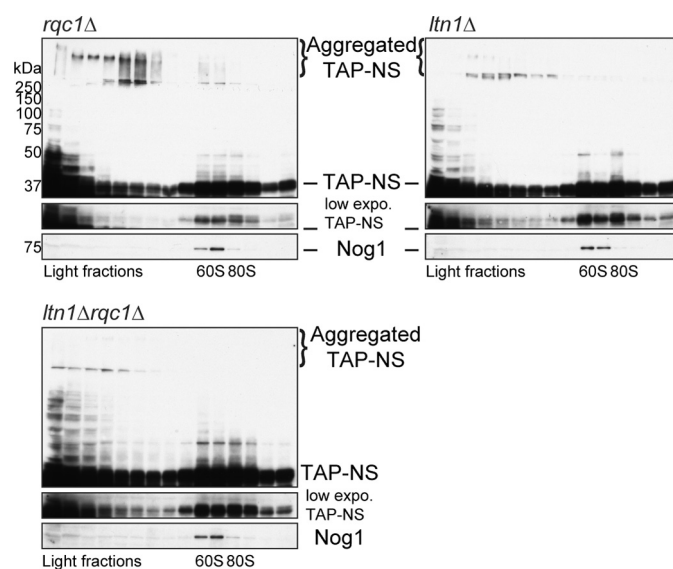 rqc1Δ
ltn1Δ
Aggregated
TAP-NS
kDa
250
150
100
75
50
37
TAP-NS
low expo.
TAP-NS
75
Nog1
Light fractions 60S 80S
Light fractions 60S 80S
ltn1Δrqc1Δ
Aggregated
TAP-NS
TAP-NS
low expo.
TAP-NS
Nog1
Light fractions 60S 80S